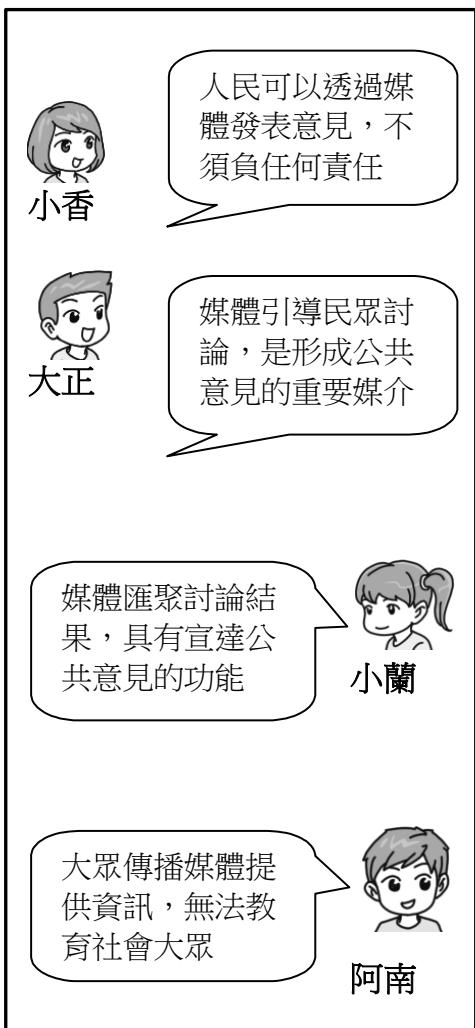 人民可以透過媒
體發表意見，不
須負任何責任
小香
媒體引導民眾討
論，是形成公共
意見的重要媒介
大正
媒體匯聚討論結
果，具有宣達公
共意見的功能
小蘭
大眾傳播媒體提
供資訊，無法教
育社會大眾
阿南